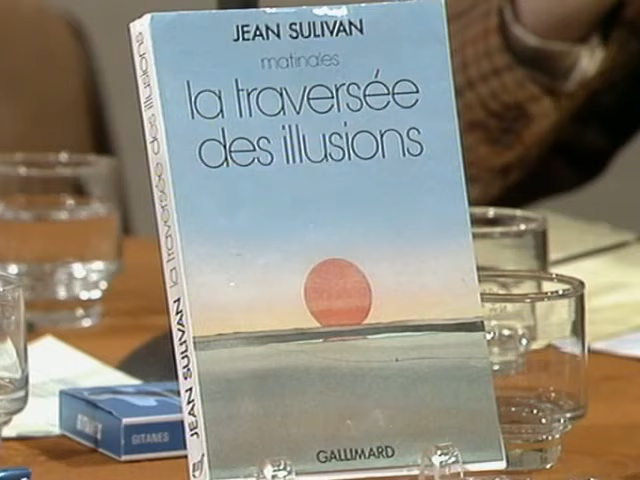 JEAN SULIVAN
matinales
la traversée
des illusions
GALLIMARD
JEAN SULIVAN la traversée des illusions
GITANES